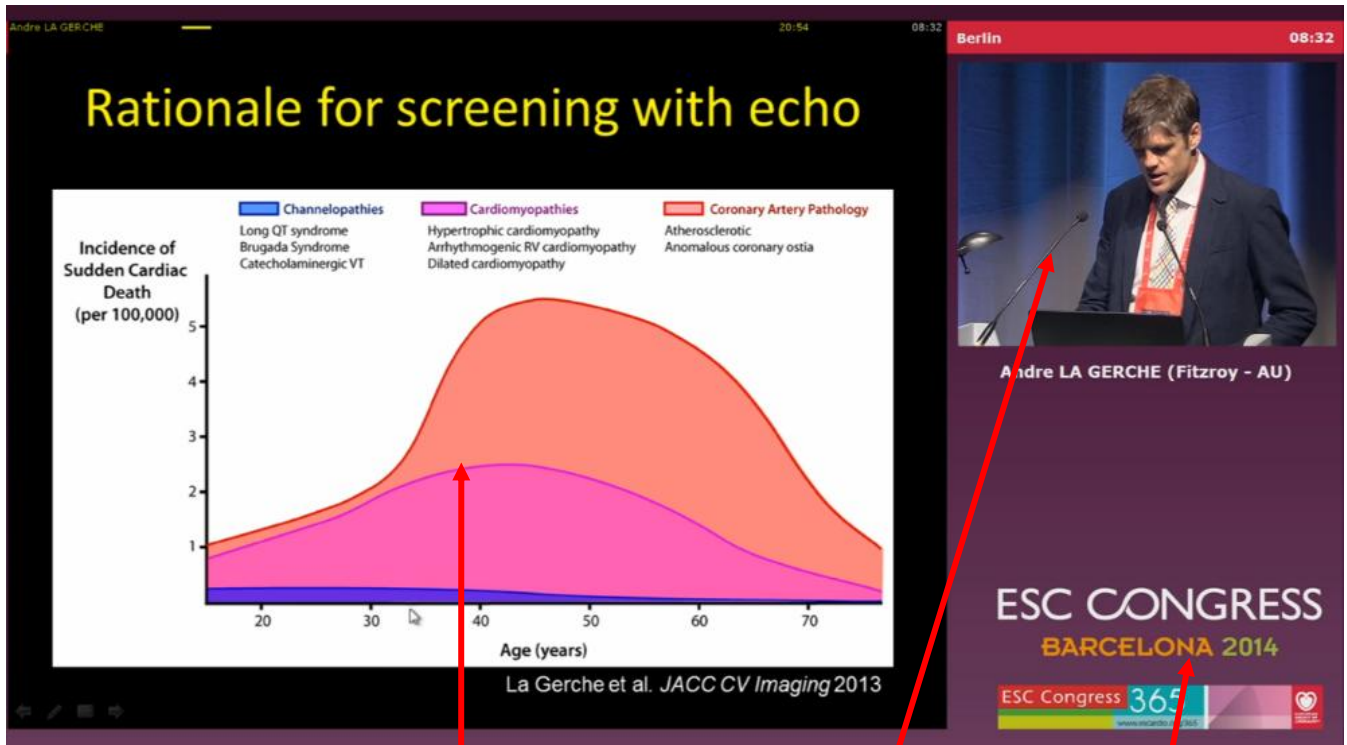 Andre LA GERCHE
20:54
08:32
Berlin
08:32
Rationale for screening with echo
Channelopathies
Long QT syndrome
Brugada Syndrome
Catecholaminergic VT
Cardiomyopathies
Hypertrophic cardiomyopathy
Arrhythmogenic RV cardiomyopathy
Dilated cardiomyopathy
Coronary Artery Pathology
Atherosclerotic
Anomalous coronary ostia
Incidence of
Sudden Cardiac
Death
(per 100,000)
5
4
3
2
1
20
30
40
50
60
70
Age (years)
La Gerche et al. JACC CV Imaging 2013
Andre LA GERCHE (Fitzroy - AU)
ESC CONGRESS
BARCELONA 2014
ESC Congress 365
www.escardio.org/365